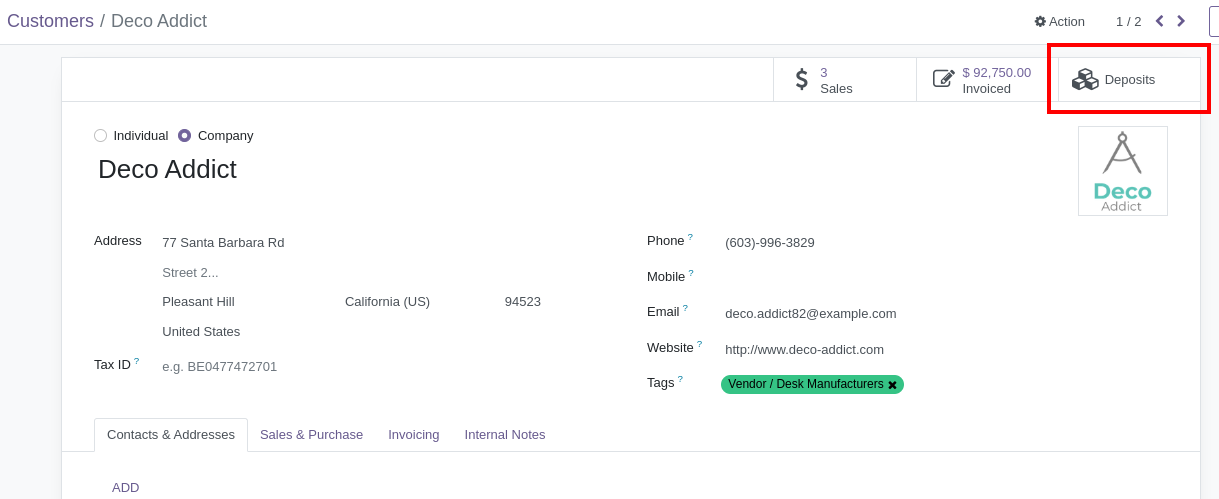 Customers / Deco Addict
Action
1 / 2
3
Sales
$ 92,750.00
Invoiced
Deposits
Individual Company
Deco Addict
Deco
Addict
Address 77 Santa Barbara Rd
Street 2...
Pleasant Hill California (US) 94523
United States
Tax ID ? e.g. BE0477472701
Phone ? (603)-996-3829
Mobile ?
Email ? deco.addict82@example.com
Website ? http://www.deco-addict.com
Tags ? Vendor / Desk Manufacturers
Contacts & Addresses Sales & Purchase Invoicing Internal Notes
ADD